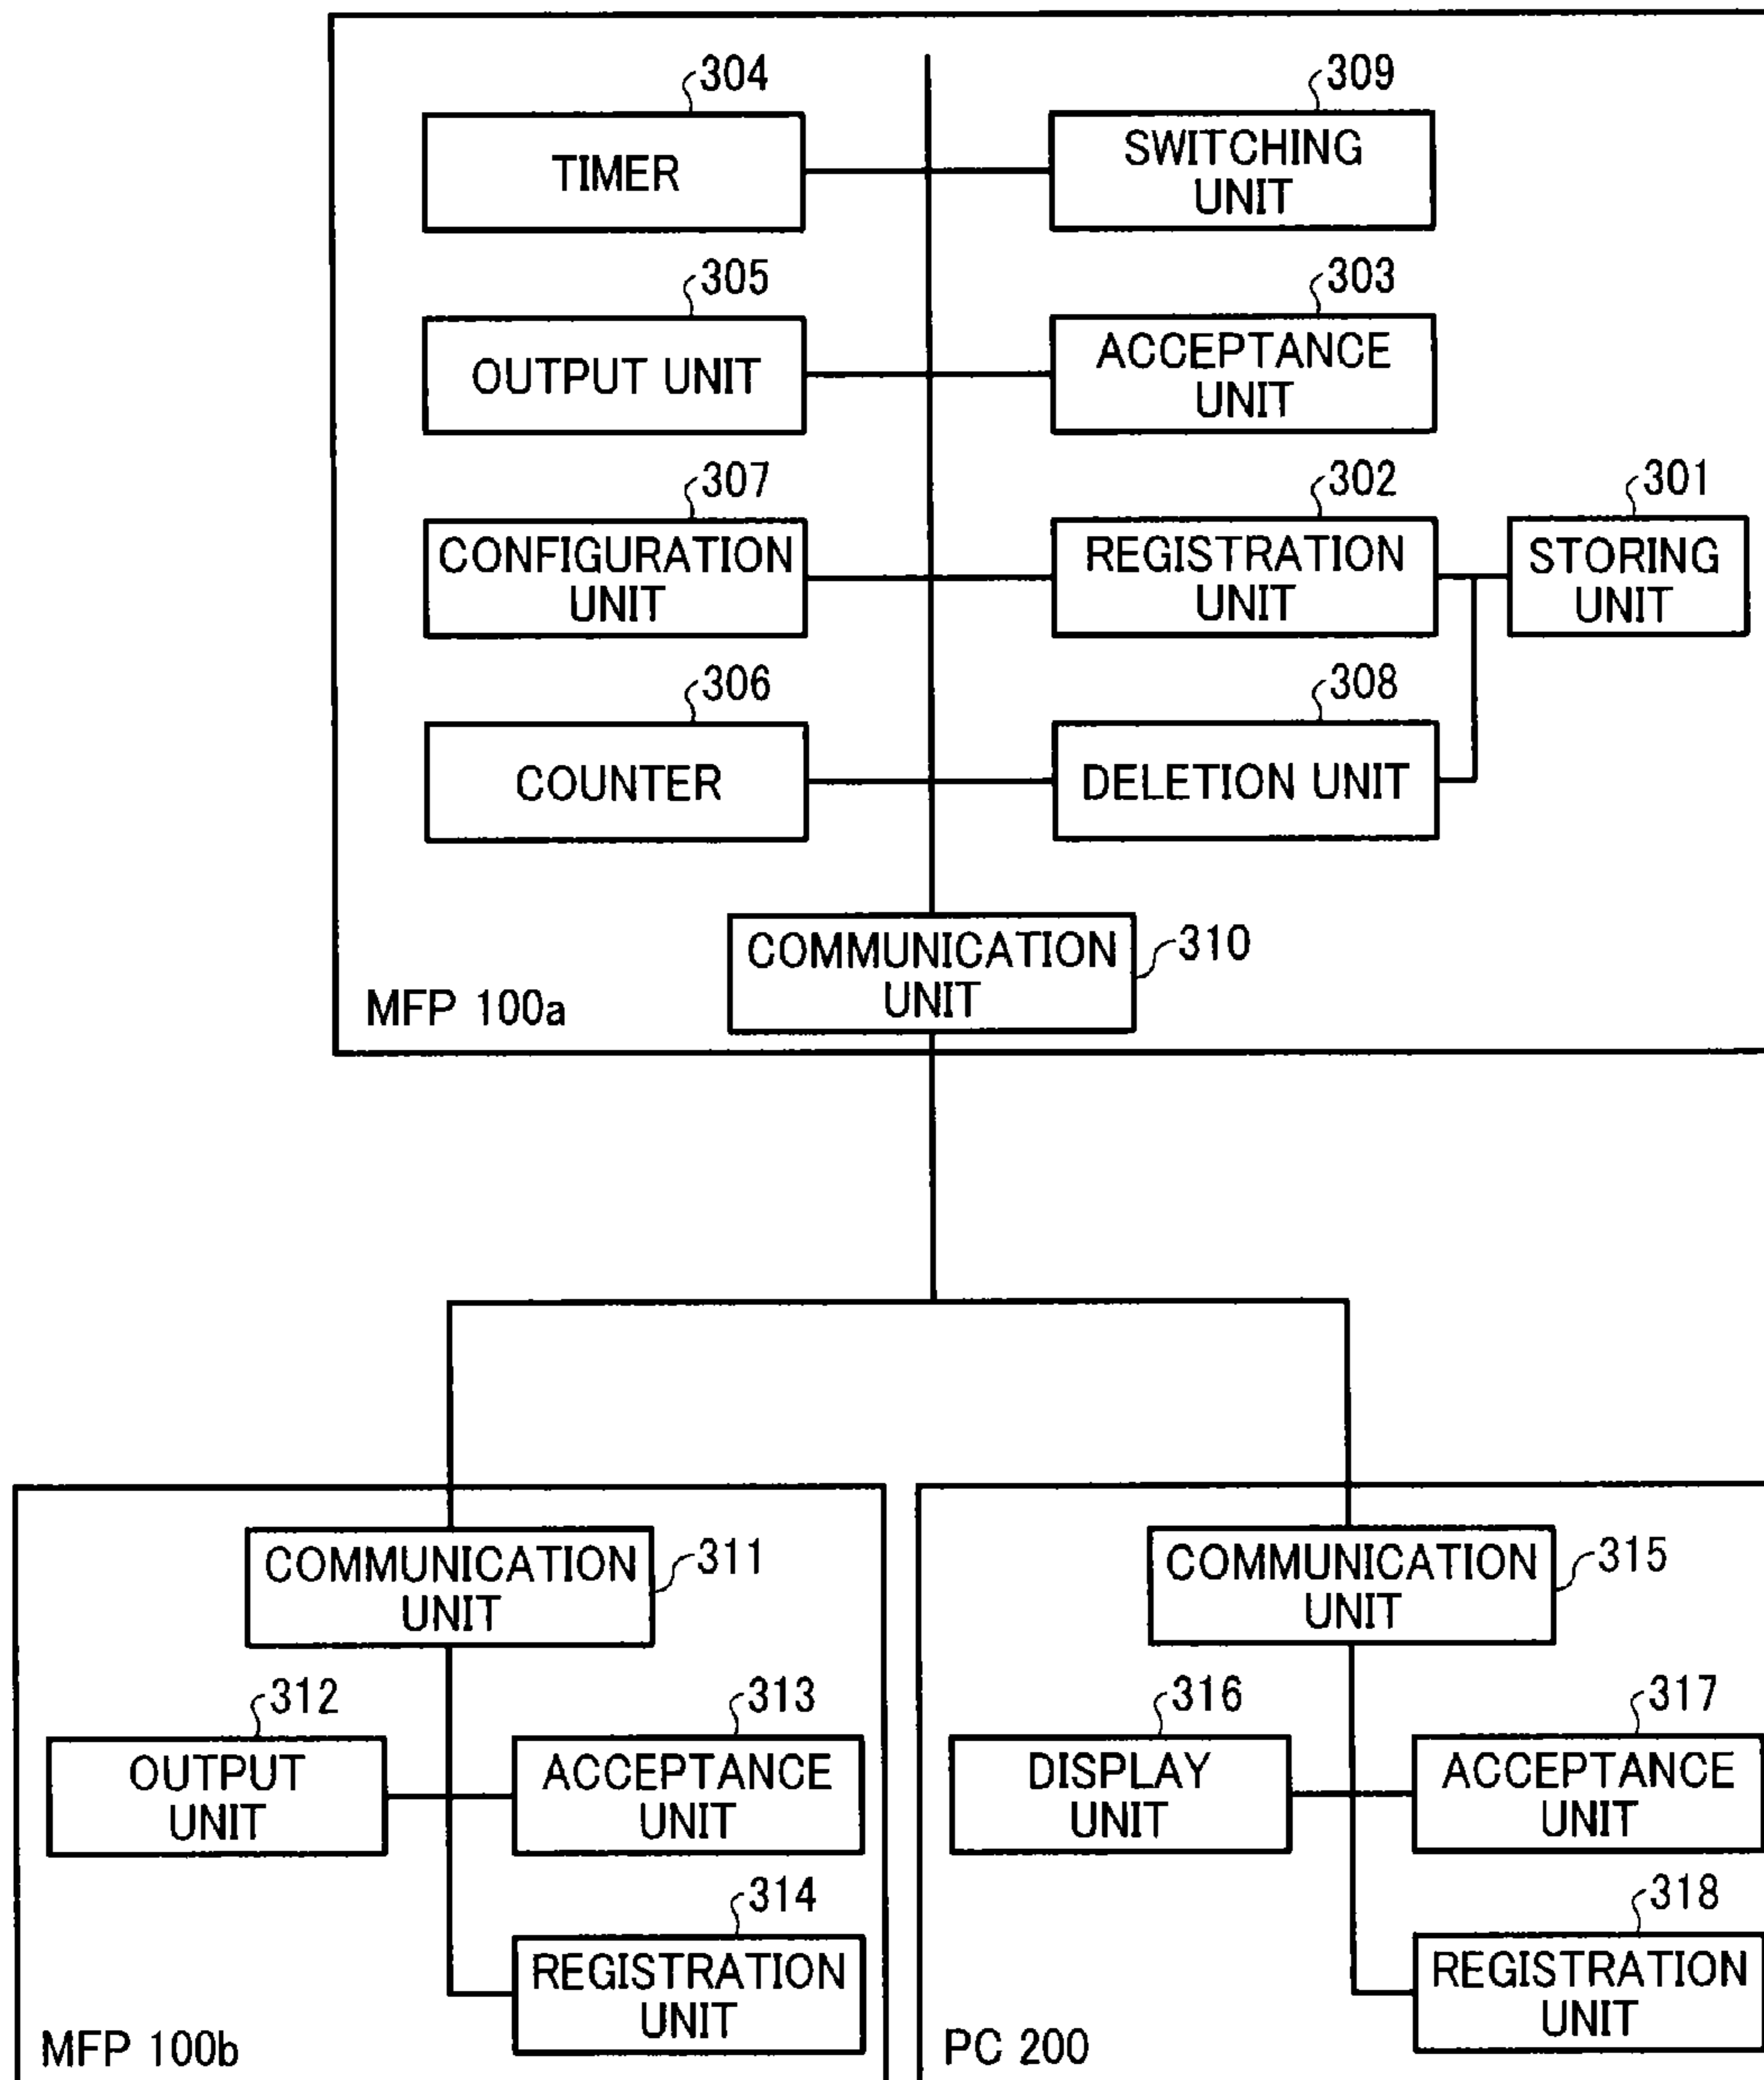 304
309
TIMER
SWITCHING
UNIT
305
303
OUTPUT UNIT
ACCEPTANCE
UNIT
307
302
301
CONFIGURATION
UNIT
REGISTRATION
UNIT
STORING
UNIT
306
308
COUNTER
DELETION UNIT
COMMUNICATION
UNIT
310
MFP 100a
COMMUNICATION
UNIT
311
COMMUNICATION
UNIT
315
312
313
316
317
OUTPUT
UNIT
ACCEPTANCE
UNIT
DISPLAY
UNIT
ACCEPTANCE
UNIT
314
318
REGISTRATION
UNIT
REGISTRATION
UNIT
MFP 100b
PC 200